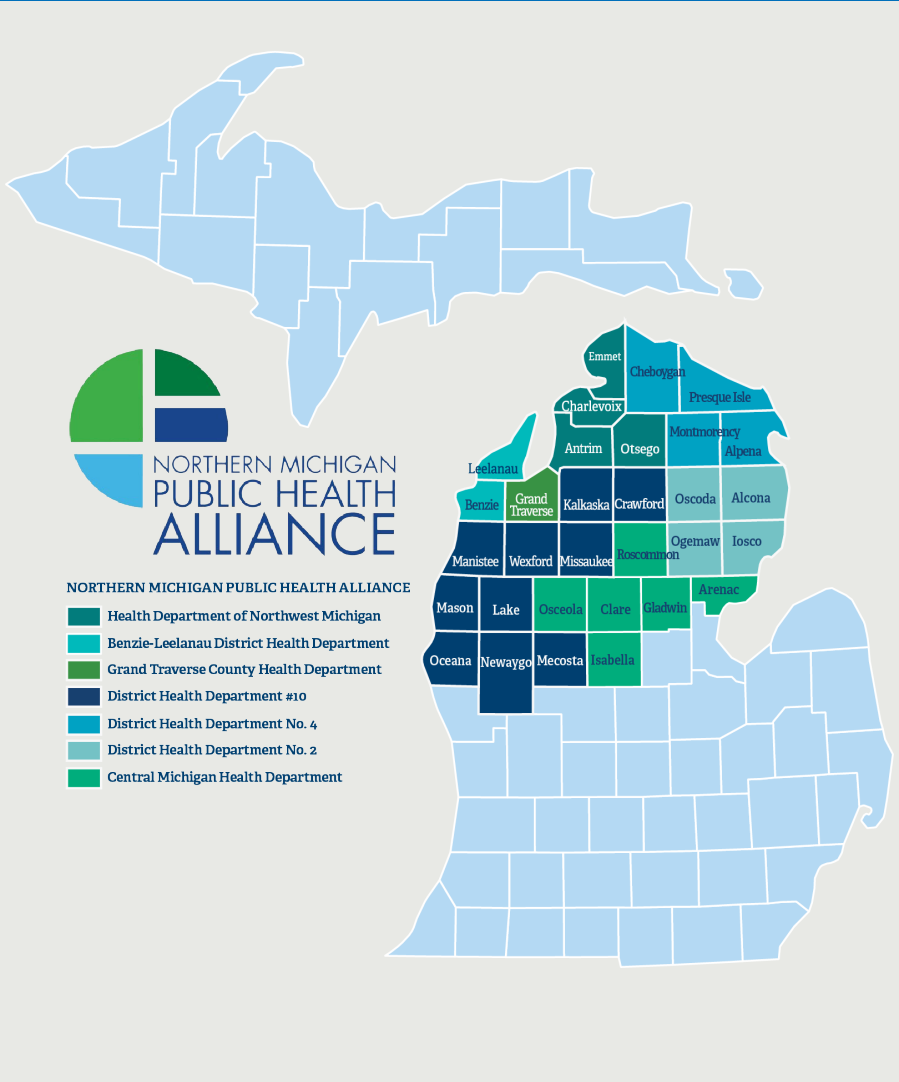 Emmet
Cheboygan
Presque Isle
Charlevoix
Montmorency
Antrim
Otsego
Alpena
Leelanau
Benzie
Grand
Traverse
Kalkaska
Crawford
Oscoda
Alcona
Manistee
Wexford
Missaukee
Roscommon
Ogemaw
Iosco
Mason
Lake
Osceola
Clare
Gladwin
Arenac
Oceana
Newaygo
Mecosta
Isabella
NORTHERN MICHIGAN
PUBLIC HEALTH
ALLIANCE
NORTHERN MICHIGAN PUBLIC HEALTH ALLIANCE
Health Department of Northwest Michigan
Benzie-Leelanau District Health Department
Grand Traverse County Health Department
District Health Department #10
District Health Department No. 4
District Health Department No. 2
Central Michigan Health Department